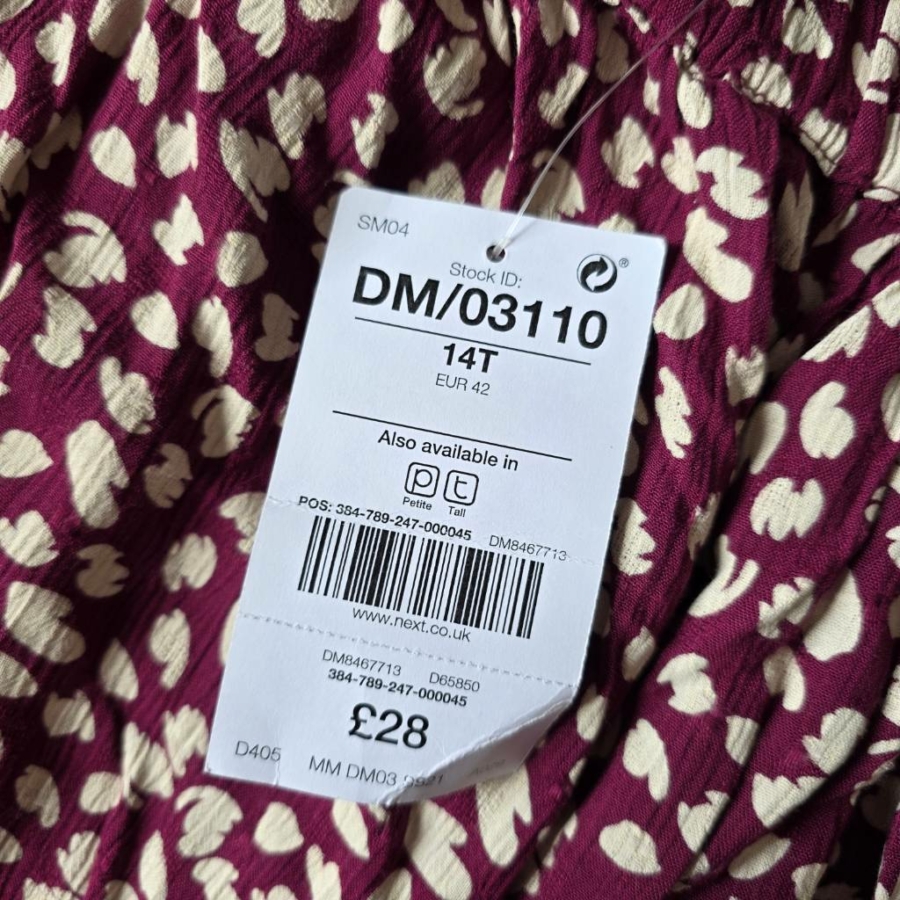 SM04
Stock ID:
DM/03110
14T
EUR 42
Also available in
p t
Petite Tall
POS: 384-789-247-000045 DM8467713
www.next.co.uk
DM8467713 D65850
384-789-247-000045
£28
D405
MM DM03 9921